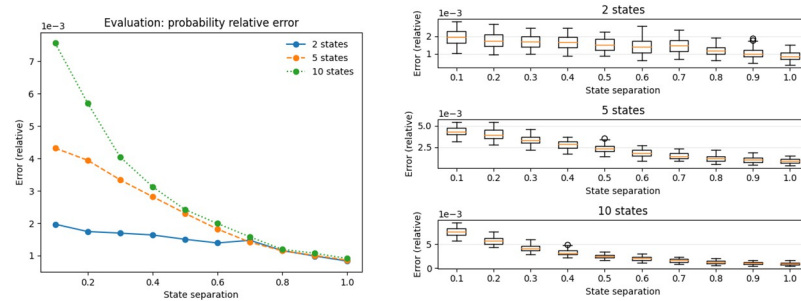 Evaluation: probability relative error
1e−3
7
6
5
4
3
2
1
Error (relative)
2 states
5 states
10 states
0.2 0.4 0.6 0.8 1.0
State separation
2 states
1e−3
2
1
Error (relative)
0.1 0.2 0.3 0.4 0.5 0.6 0.7 0.8 0.9 1.0
State separation
5 states
1e−3
5.0
2.5
Error (relative)
0.1 0.2 0.3 0.4 0.5 0.6 0.7 0.8 0.9 1.0
State separation
10 states
1e−3
5
0
Error (relative)
0.1 0.2 0.3 0.4 0.5 0.6 0.7 0.8 0.9 1.0
State separation